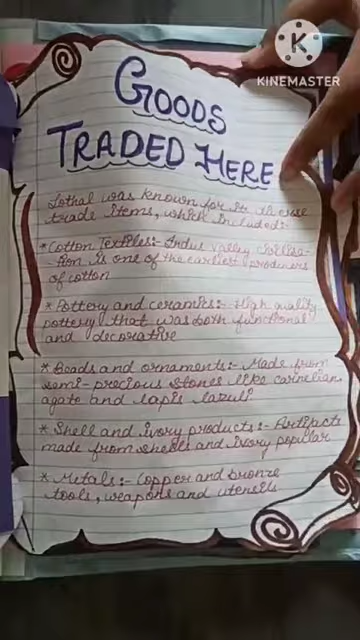 KINEMASTER
GOODS
TRADED HERE
Lothal was known for its diverse
trade items, which included:-
* Cotton Textiles:- Indus Valley Civilisa-
tion is one of the earliest producers
of cotton
* Pottery and ceramics:- High quality
pottery that was both functional
and decorative
* Beads and ornaments:- Made from
semi-precious stones like carnelian,
agate and lapis lazuli
* Shell and ivory products:- Artifacts
made from shells and ivory popular
* Metals:- Copper and bronze
tools, weapons and utensils